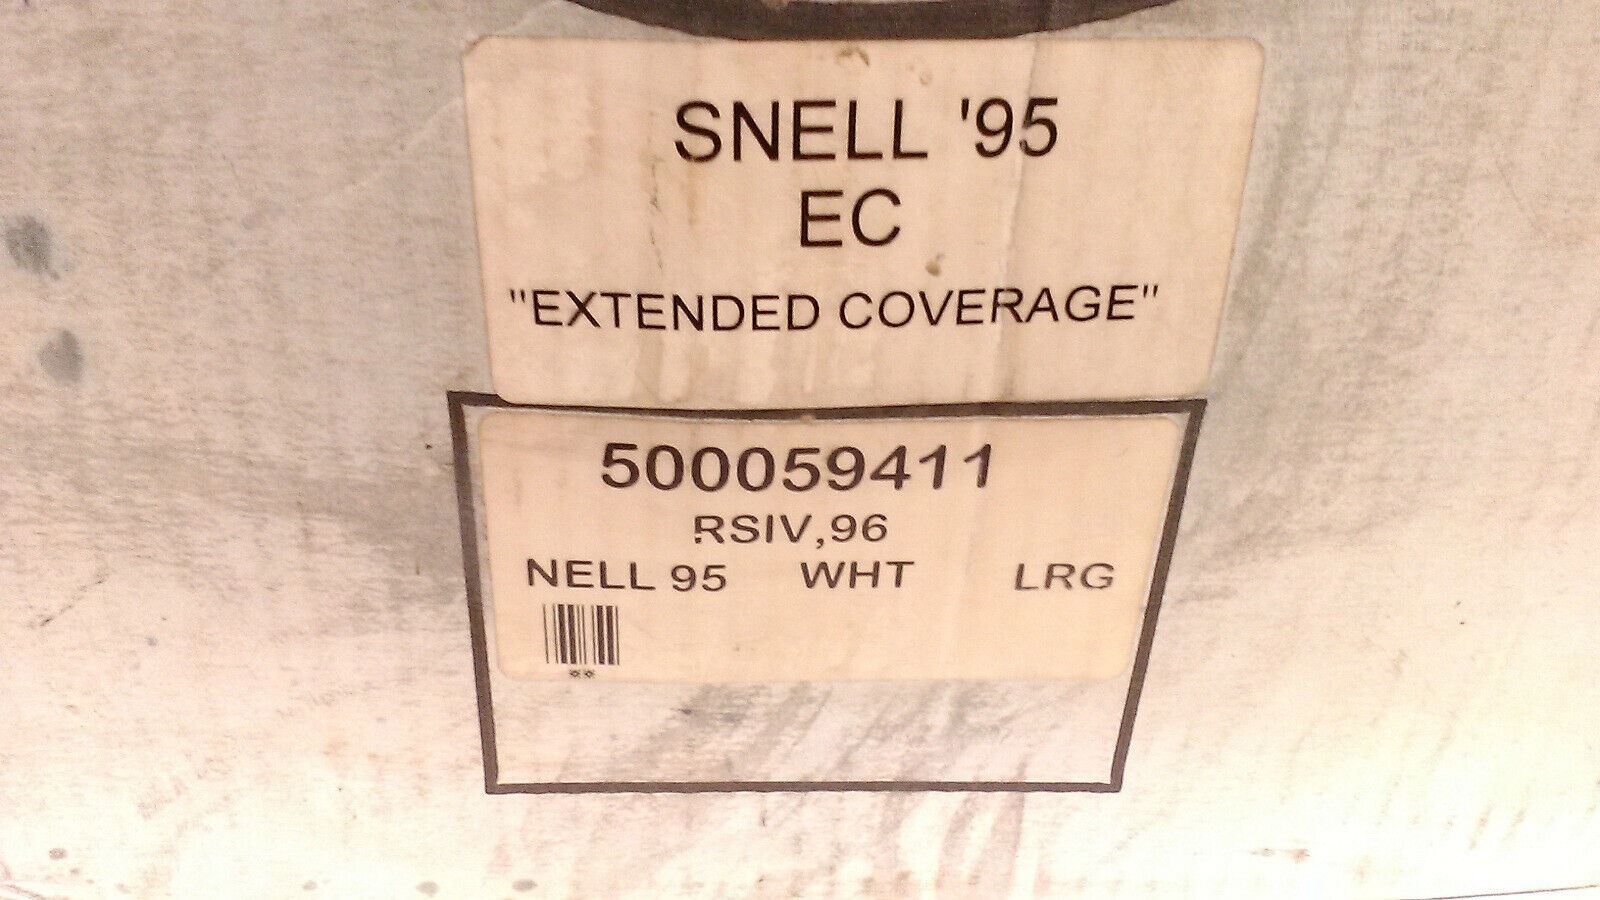 SNELL '95
EC
"EXTENDED COVERAGE"
500059411
RSIV,96
NELL 95 WHT LRG